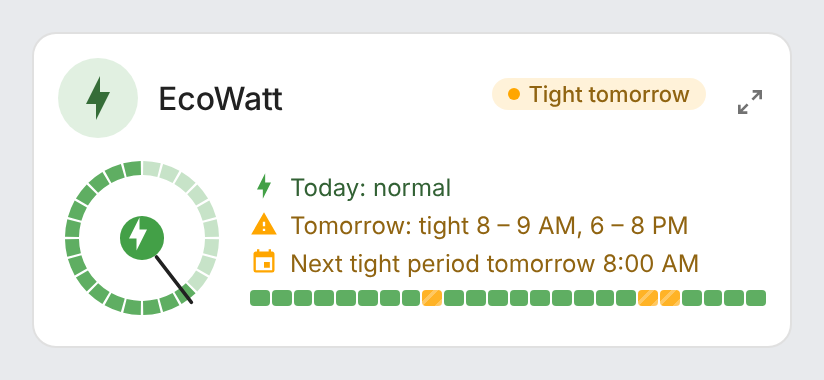 EcoWatt
Tight tomorrow
Today: normal
Tomorrow: tight 8 – 9 AM, 6 – 8 PM
Next tight period tomorrow 8:00 AM